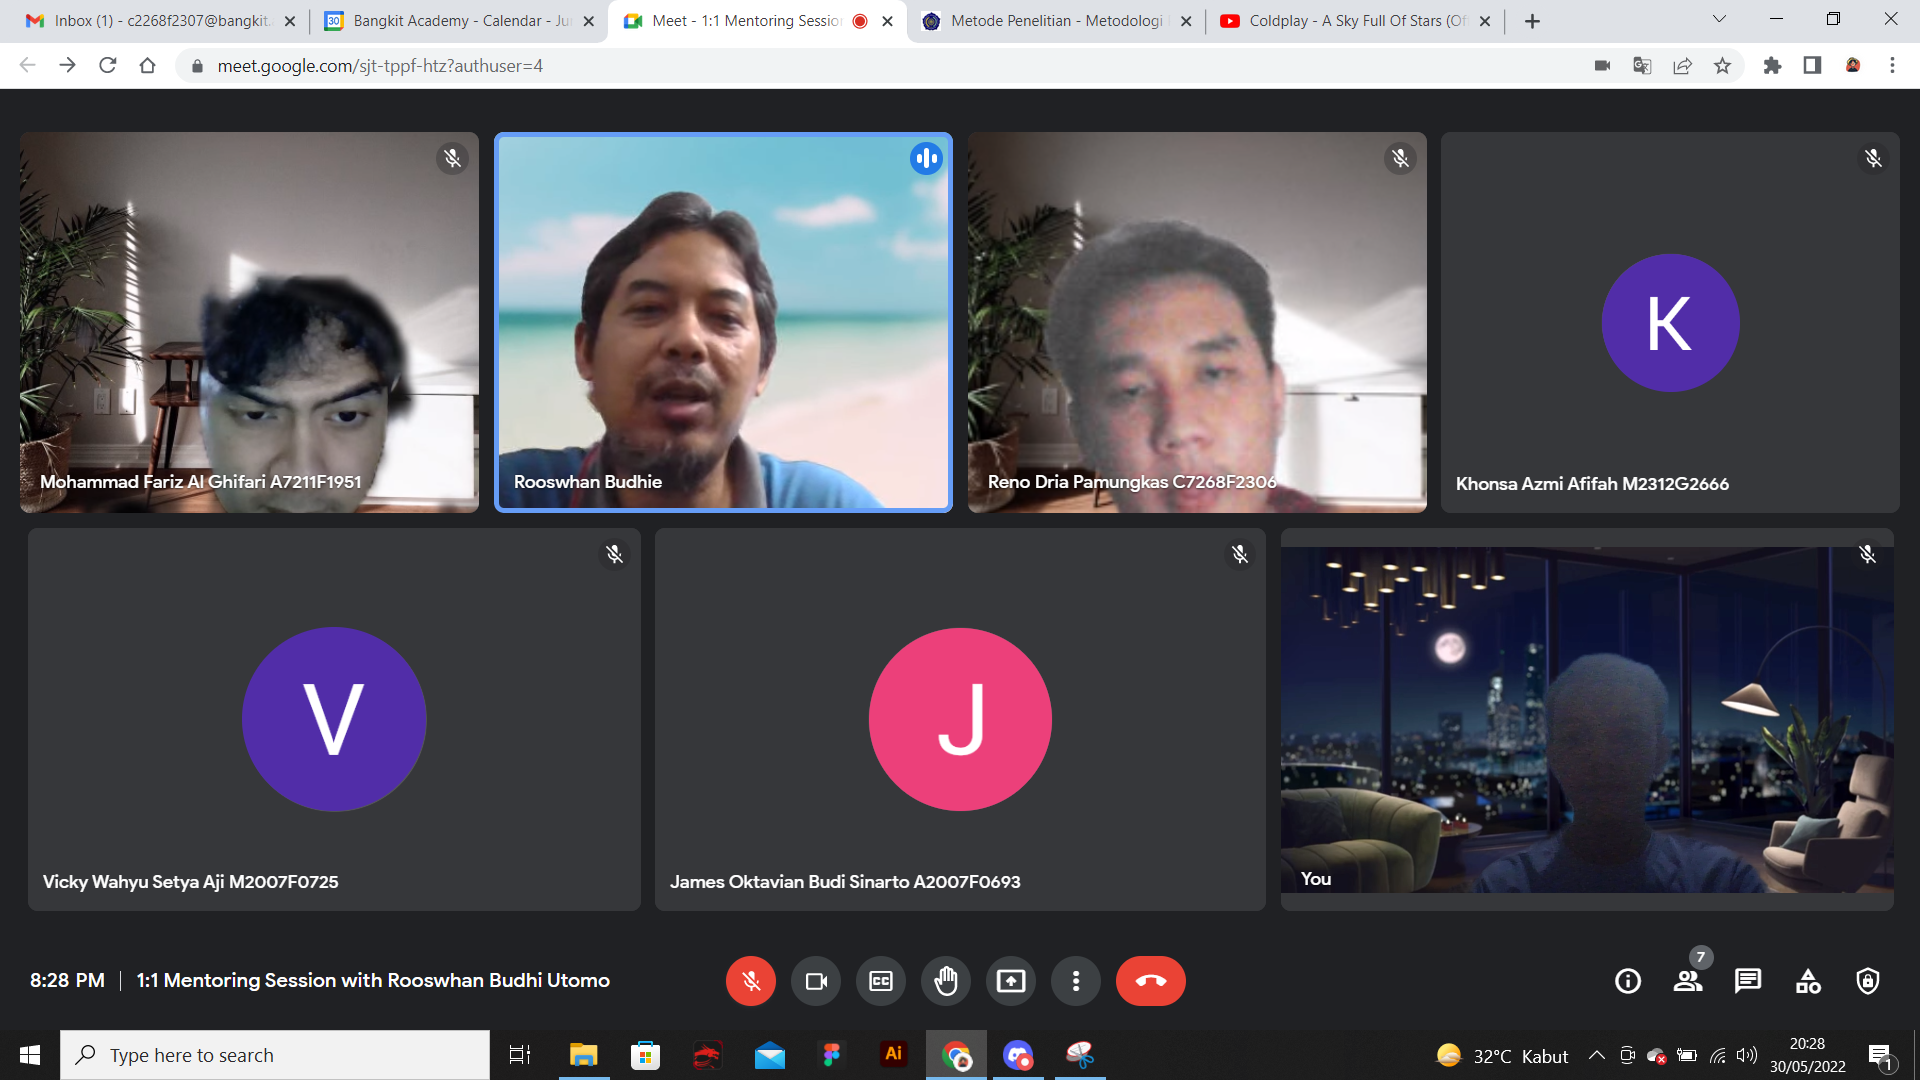 Inbox (1) - c2268f2307@bangkit.
Bangkit Academy - Calendar - Ju
Meet - 1:1 Mentoring Sessio
Metode Penelitian - Metodologi
Coldplay - A Sky Full Of Stars (Of
meet.google.com/sjt-tppf-htz?authuser=4
Mohammad Fariz Al Ghifari A7211F1951
Rooswhan Budhie
Reno Dria Pamungkas C7268F2306
K
Khonsa Azmi Afifah M2312G2666
V
Vicky Wahyu Setya Aji M2007F0725
J
James Oktavian Budi Sinarto A2007F0693
You
8:28 PM | 1:1 Mentoring Session with Rooswhan Budhi Utomo
CC
7
Type here to search
Ai
32°C Kabut
20:28
30/05/2022
1